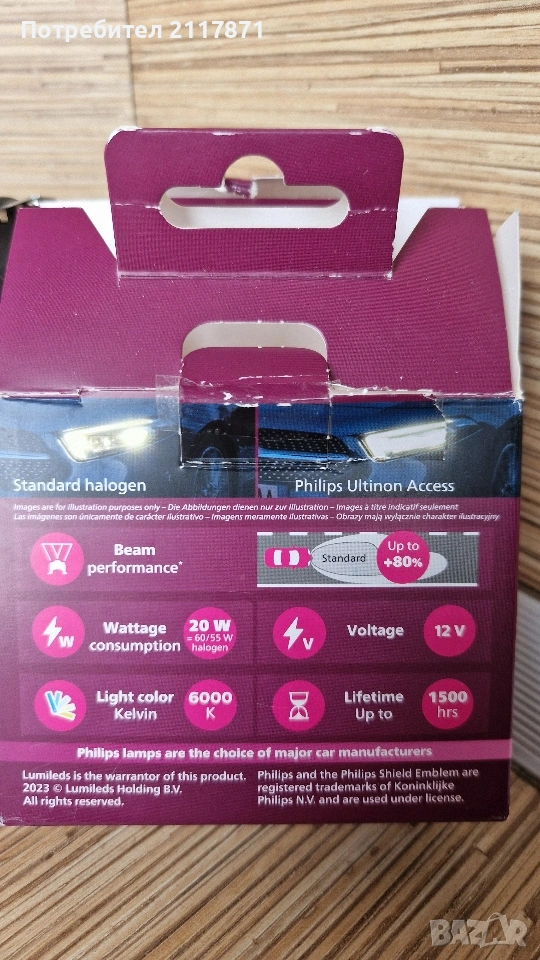 Потребител 2117871
Standard halogen
Philips Ultinon Access
Images are for illustration purposes only – Die Abbildungen dienen nur zur Illustration – Images à titre indicatif seulement
Las imágenes son únicamente de carácter ilustrativo – Imagens meramente ilustrativas – Obrazy mają wyłącznie charakter ilustracyjny
Beam
performance*
Standard
Up to
+80%
W
Wattage
consumption
20 W
= 60/55 W
halogen
V
Voltage
12 V
Light color
Kelvin
6000
K
Lifetime
Up to
1500
hrs
Philips lamps are the choice of major car manufacturers
Lumileds is the warrantor of this product.
2023 © Lumileds Holding B.V.
All rights reserved.
Philips and the Philips Shield Emblem are
registered trademarks of Koninklijke
Philips N.V. and are used under license.
BAZAR